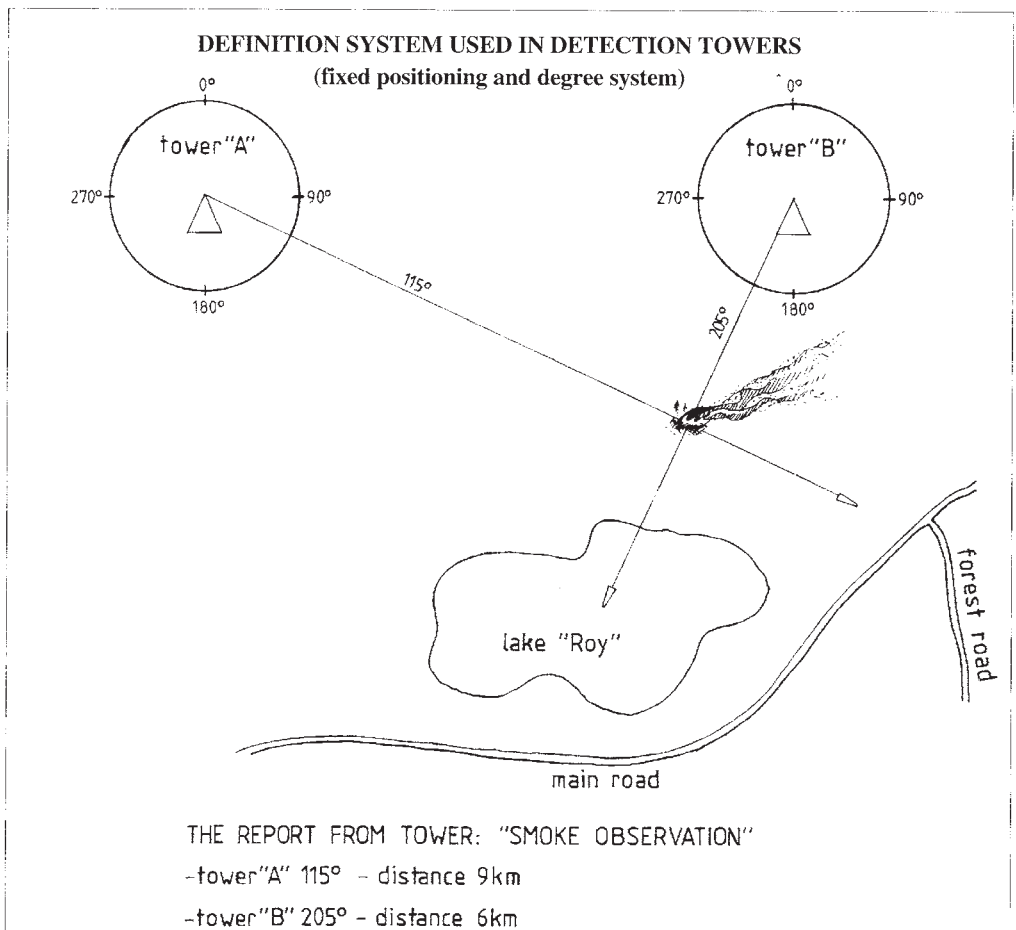 DEFINITION SYSTEM USED IN DETECTION TOWERS
(fixed positioning and degree system)
0°
0°
tower "A"
tower "B"
270°
90°
270°
90°
180°
180°
115°
205°
forest road
lake "Roy"
main road
THE REPORT FROM TOWER: "SMOKE OBSERVATION"
-tower"A" 115° - distance 9km
-tower"B" 205° - distance 6km